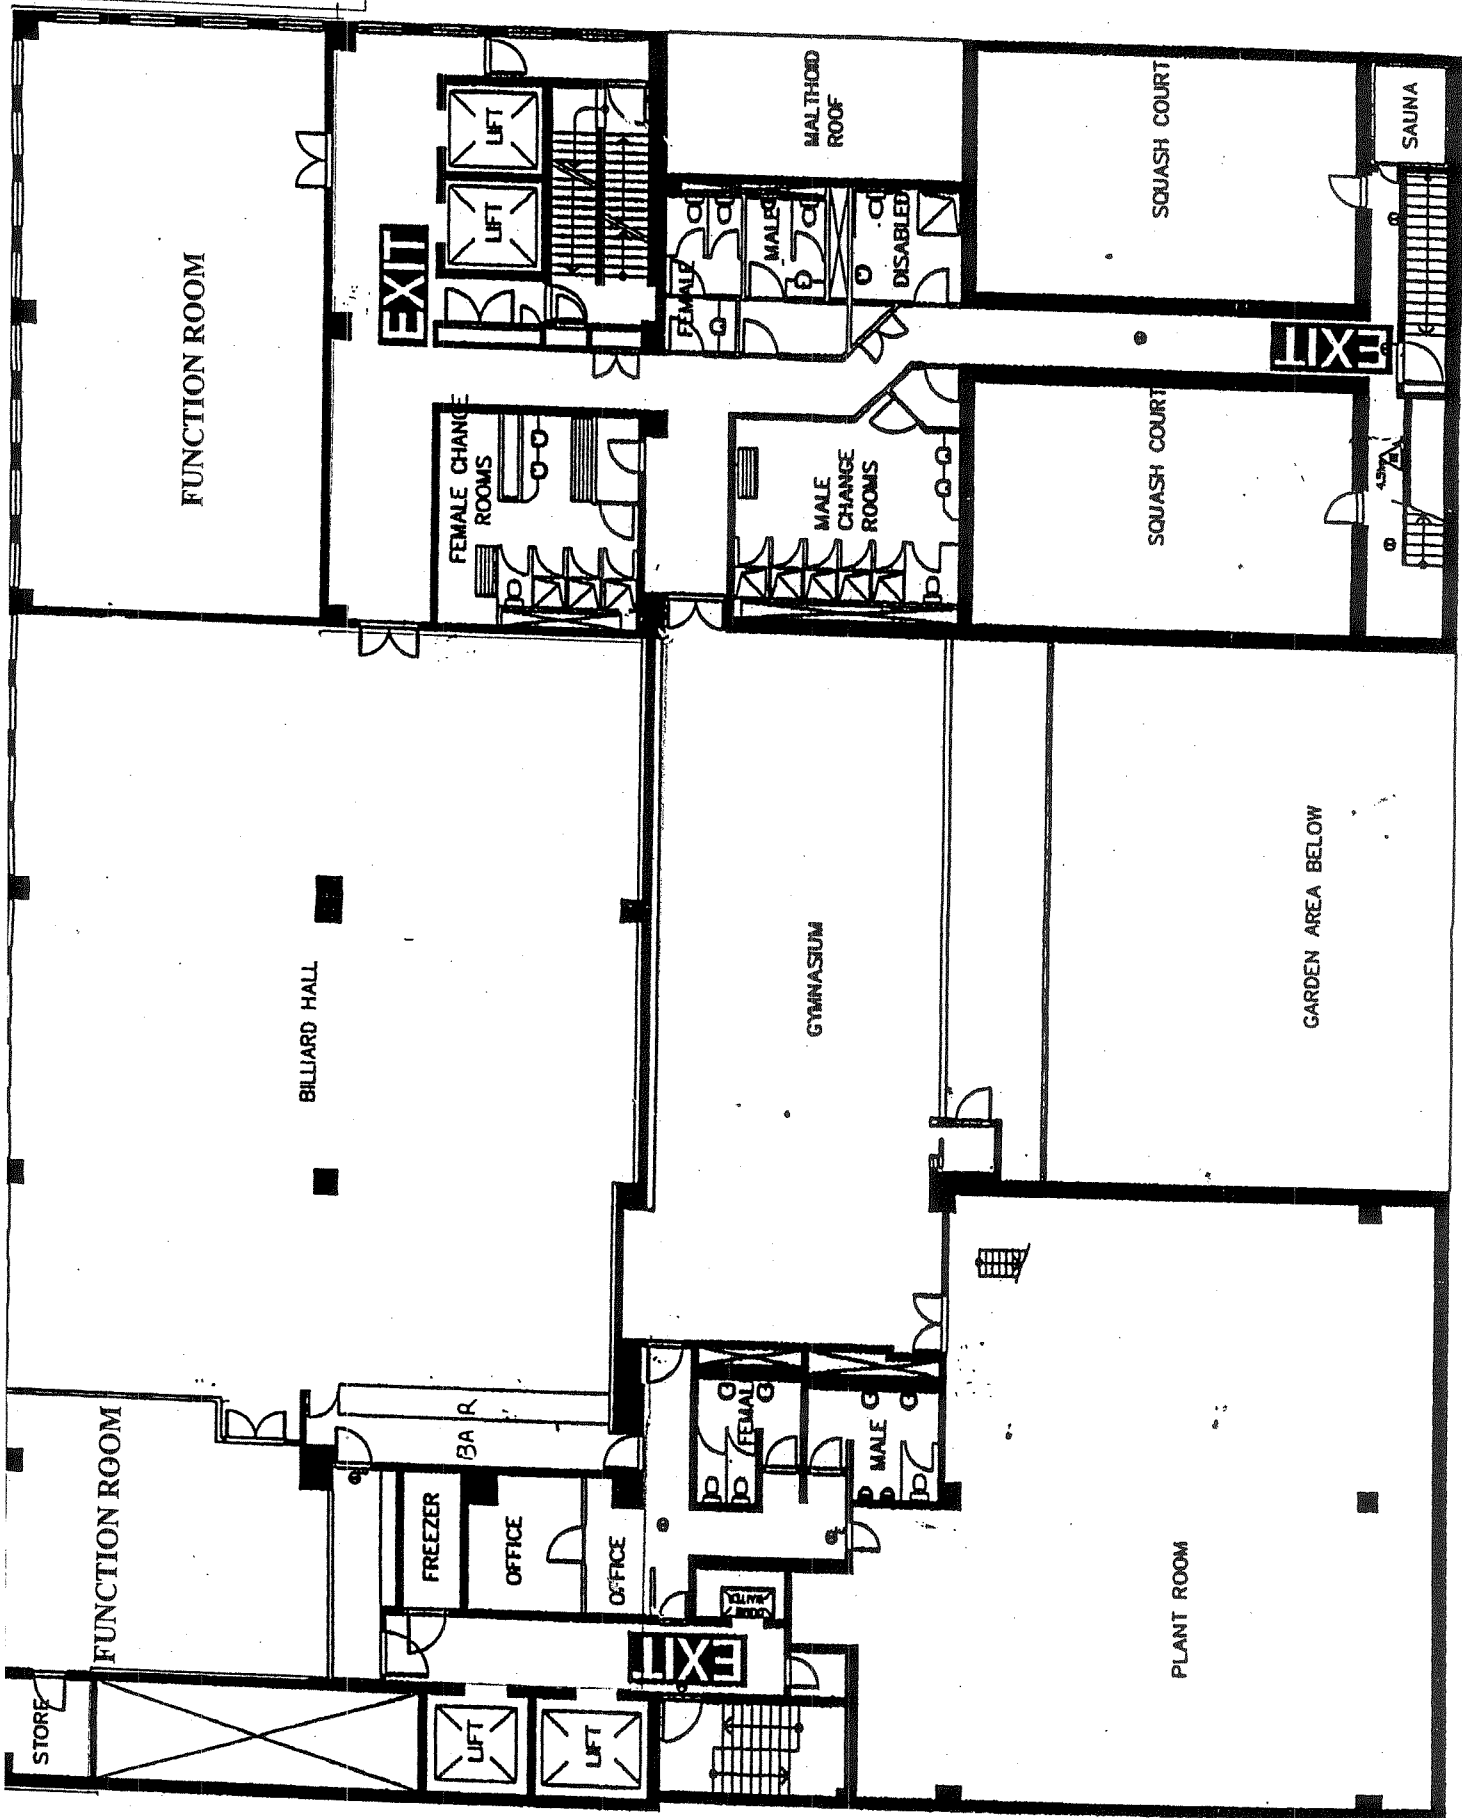 FUNCTION ROOM
EXIT
LIFT
LIFT
MALTHOID
ROOF
SQUASH COURT
SAUNA
FEMALE
MALE
DISABLED
EXIT
FEMALE CHANGE
ROOMS
MALE
CHANGE
ROOMS
SQUASH COURT
BILLIARD HALL
GYMNASIUM
GARDEN AREA BELOW
FUNCTION ROOM
BAR
FREEZER
OFFICE
OFFICE
FEMAL
MALE
PLANT ROOM
EXIT
STORE
LIFT
LIFT